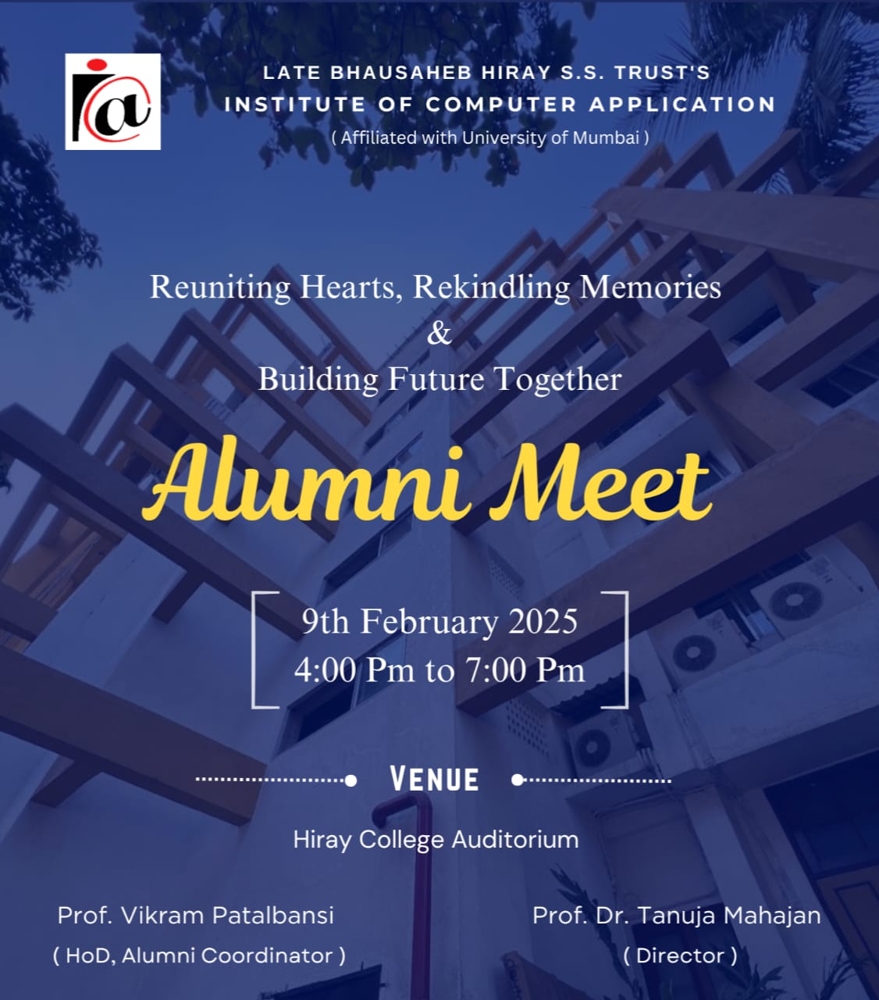 LATE BHAUSAHEB HIRAY S.S. TRUST'S
INSTITUTE OF COMPUTER APPLICATION
( Affiliated with University of Mumbai )
Reuniting Hearts, Rekindling Memories
&
Building Future Together
Alumni Meet
9th February 2025
4:00 Pm to 7:00 Pm
VENUE
Hiray College Auditorium
Prof. Vikram Patalbansi
( HoD, Alumni Coordinator )
Prof. Dr. Tanuja Mahajan
( Director )